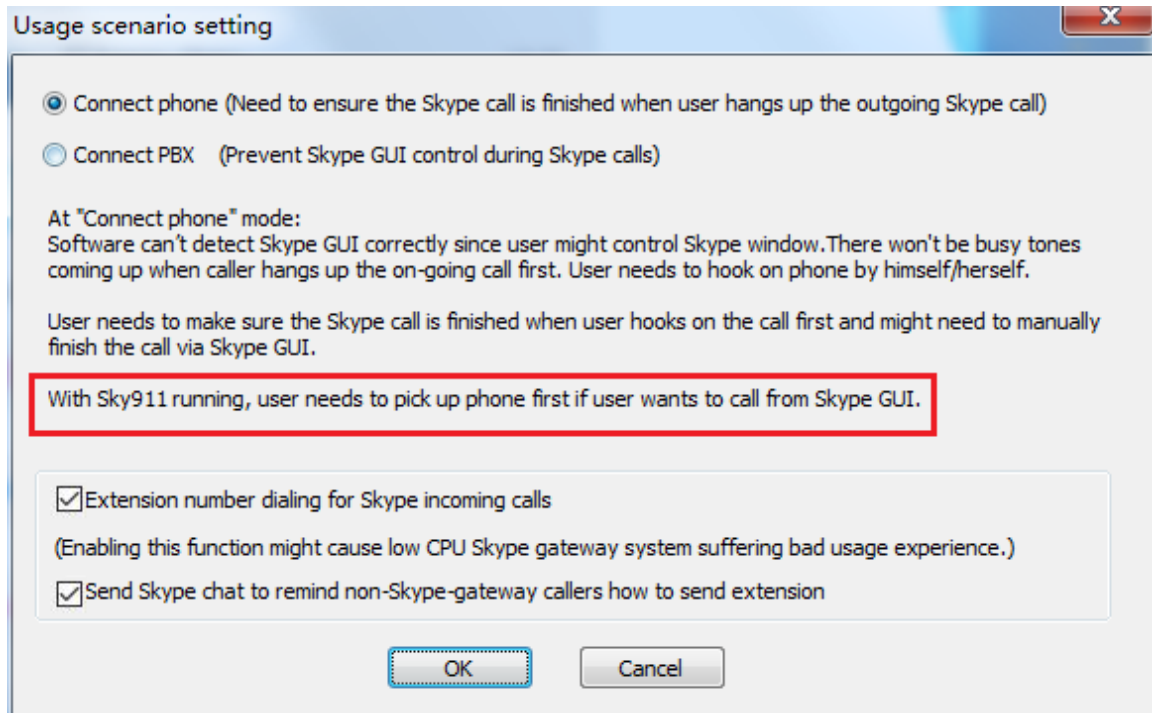 Usage scenario setting
Connect phone (Need to ensure the Skype call is finished when user hangs up the outgoing Skype call)
Connect PBX (Prevent Skype GUI control during Skype calls)
At "Connect phone" mode:
Software can't detect Skype GUI correctly since user might control Skype window.There won't be busy tones
coming up when caller hangs up the on-going call first. User needs to hook on phone by himself/herself.
User needs to make sure the Skype call is finished when user hooks on the call first and might need to manually
finish the call via Skype GUI.
With Sky911 running, user needs to pick up phone first if user wants to call from Skype GUI.
Extension number dialing for Skype incoming calls
(Enabling this function might cause low CPU Skype gateway system suffering bad usage experience.)
Send Skype chat to remind non-Skype-gateway callers how to send extension
OK Cancel